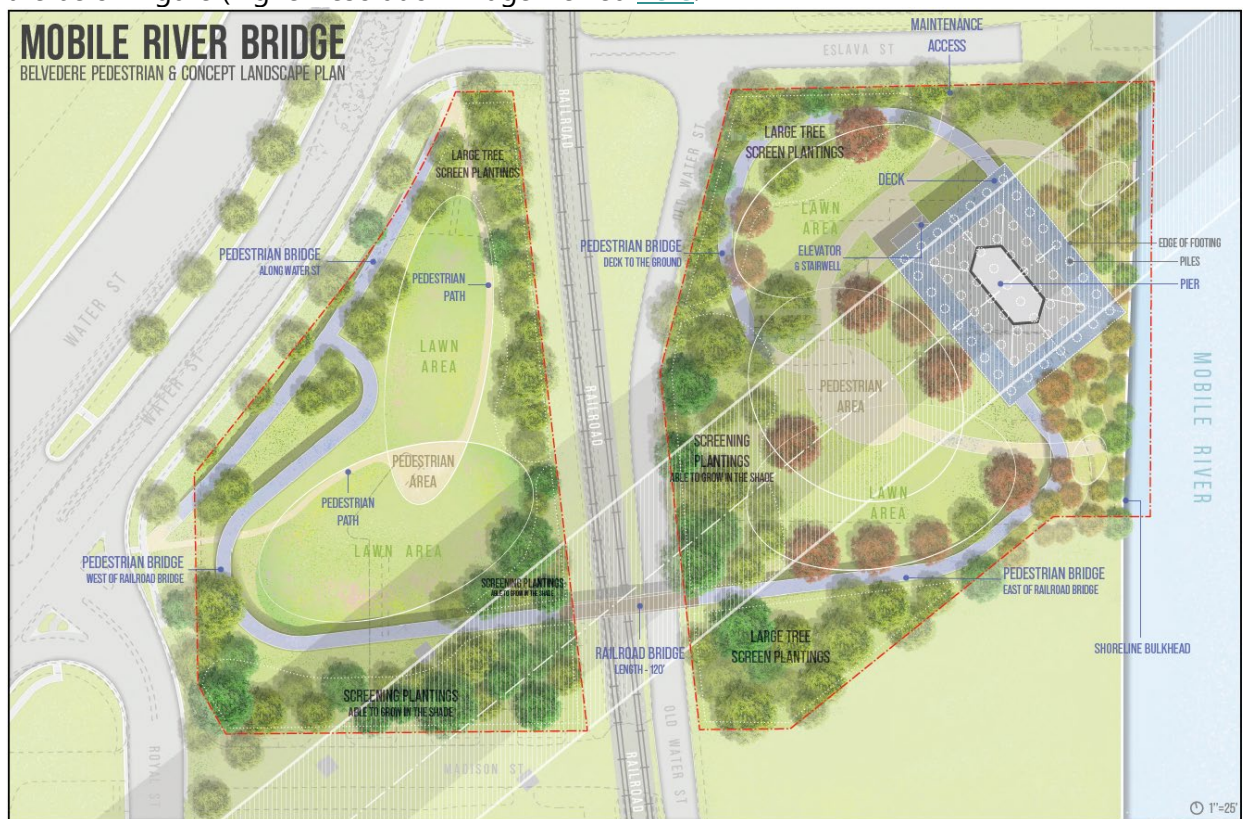 MOBILE RIVER BRIDGE
BELVEDERE PEDESTRIAN & CONCEPT LANDSCAPE PLAN
MAINTENANCE
ACCESS
ESLAVA ST
RAILROAD
OLD WATER ST
LARGE TREE
SCREEN PLANTINGS
LARGE TREE
SCREEN PLANTINGS
DECK
LAWN
AREA
PEDESTRIAN BRIDGE
ALONG WATER ST
PEDESTRIAN
PATH
PEDESTRIAN BRIDGE
DECK TO THE GROUND
ELEVATOR
& STAIRWELL
EDGE OF FOOTING
PILES
PIER
WATER ST
WATER ST
LAWN
AREA
RAILROAD
PEDESTRIAN
AREA
MOBILE RIVER
PEDESTRIAN
AREA
PEDESTRIAN
PATH
SCREENING
PLANTINGS
ABLE TO GROW IN THE SHADE
LAWN
AREA
LAWN AREA
PEDESTRIAN BRIDGE
WEST OF RAILROAD BRIDGE
SCREENING PLANTINGS
ABLE TO GROW IN THE SHADE
PEDESTRIAN BRIDGE
EAST OF RAILROAD BRIDGE
RAILROAD BRIDGE
LENGTH - 120'
LARGE TREE
SCREEN PLANTINGS
SHORELINE BULKHEAD
SCREENING PLANTINGS
ABLE TO GROW IN THE SHADE
OLD WATER ST
ROYAL ST
MADISON ST
RAILROAD
1"=25'